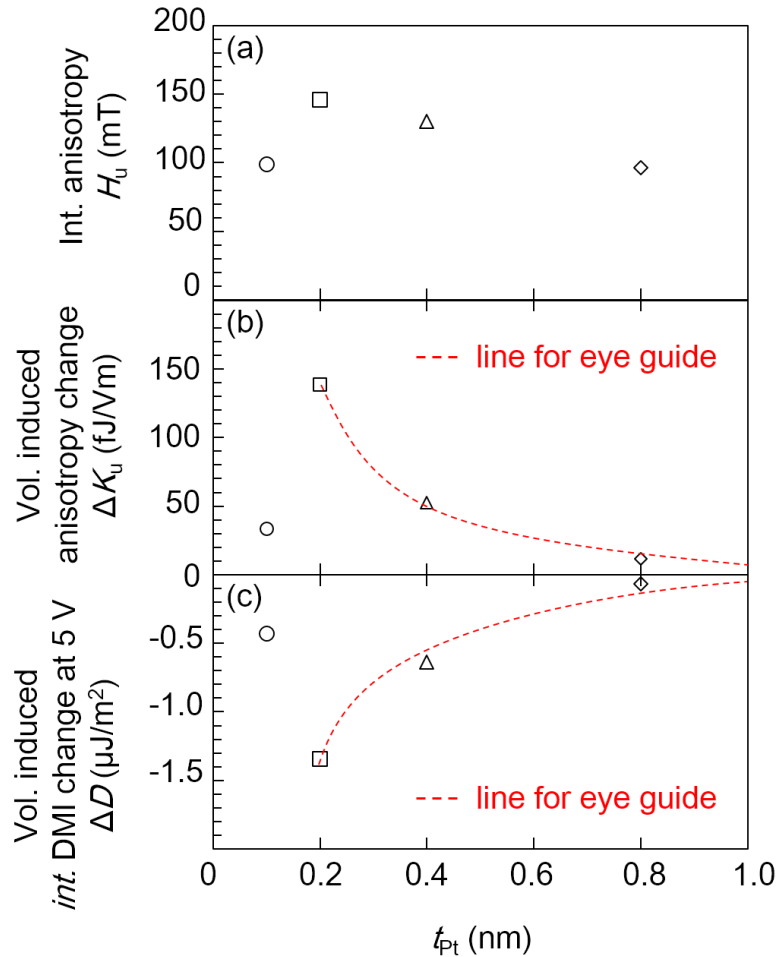 (a)
Int. anisotropy
Hu (mT)
200
150
100
50
0
(b)
line for eye guide
Vol. induced
anisotropy change
ΔKu (fJ/Vm)
150
100
50
0
(c)
line for eye guide
Vol. induced
int. DMI change at 5 V
ΔD (μJ/m²)
-0.5
-1.0
-1.5
0
0.2
0.4
0.6
0.8
1.0
tPt (nm)